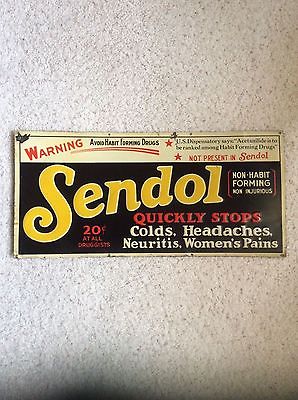 WARNING AVOID HABIT FORMING DRUGS
U.S. Dispensatory says: "Acetanilide is to
be ranked among Habit Forming Drugs"
NOT PRESENT IN Sendol
Sendol
NON-HABIT
FORMING
NON INJURIOUS
20¢
AT ALL
DRUGGISTS
QUICKLY STOPS
Colds, Headaches,
Neuritis, Women's Pains